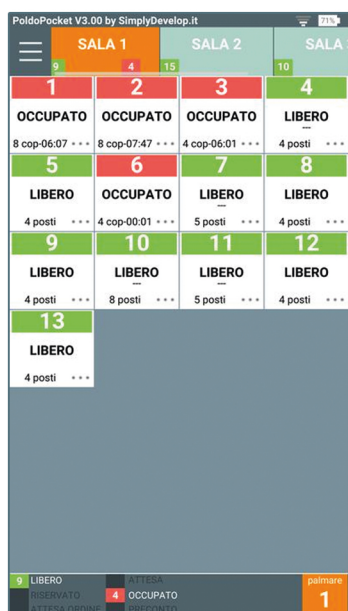 PoldoPocket V3.00 by SimplyDevelop.it 71%
SALA 1 SALA 2 SALA
9 4 15 10
1 2 3 4
OCCUPATO OCCUPATO OCCUPATO LIBERO
---
8 cop-06:07 ••• 8 cop-07:47 ••• 4 cop-06:01 ••• 4 posti •••
5 6 7 8
LIBERO OCCUPATO LIBERO LIBERO
---
4 posti ••• 4 cop-00:01 ••• 5 posti ••• 4 posti •••
9 10 11 12
LIBERO LIBERO LIBERO LIBERO
--- ---
4 posti ••• 8 posti ••• 5 posti ••• 4 posti •••
13
LIBERO
4 posti •••
9 LIBERO ATTESA palmare
RISERVATO 4 OCCUPATO 1
ATTESA ORDINE PRECONTO